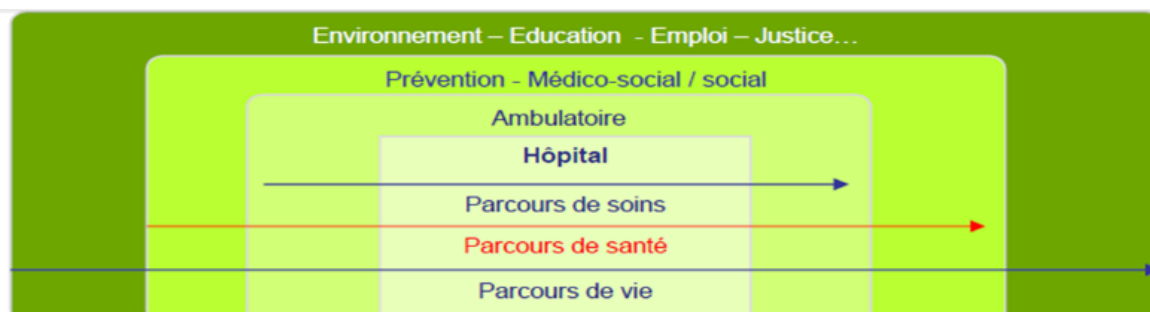 Environnement – Education  - Emploi – Justice…
Prévention - Médico-social / social
Ambulatoire
Hôpital
Parcours de soins
Parcours de santé
Parcours de vie